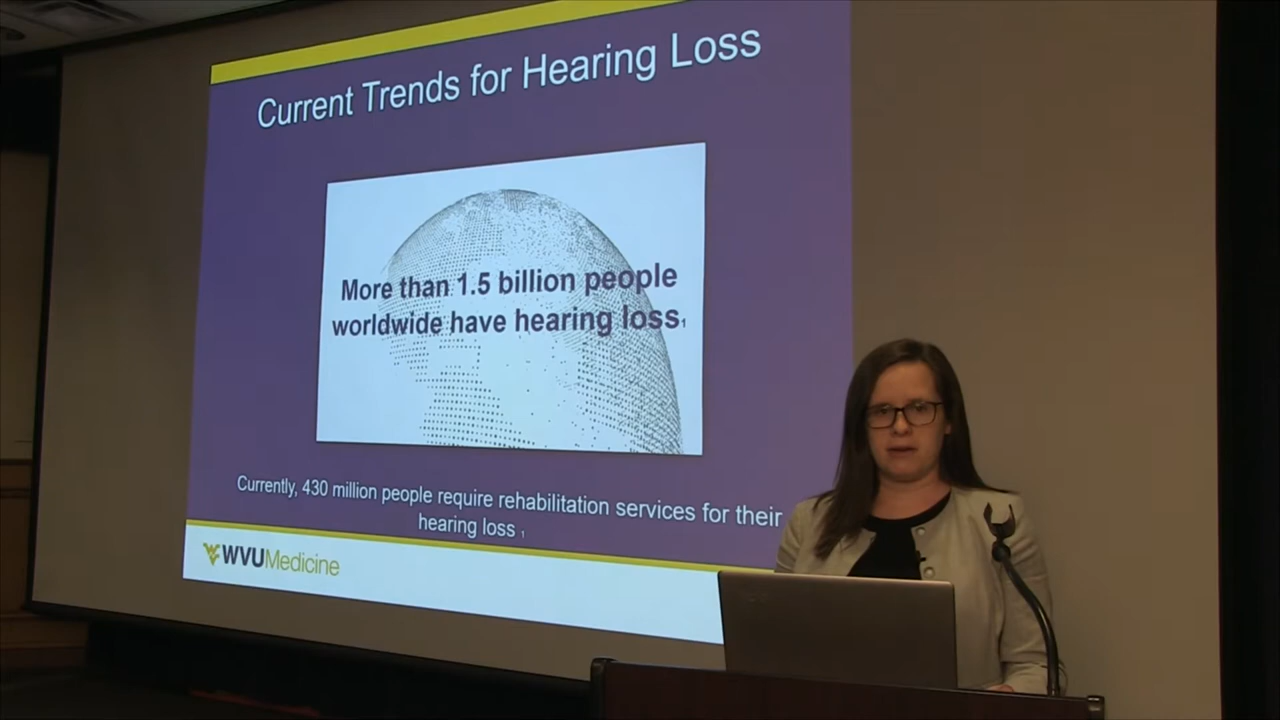 Current Trends for Hearing Loss
More than 1.5 billion people
worldwide have hearing loss1
Currently, 430 million people require rehabilitation services for their
hearing loss 1
WVUMedicine